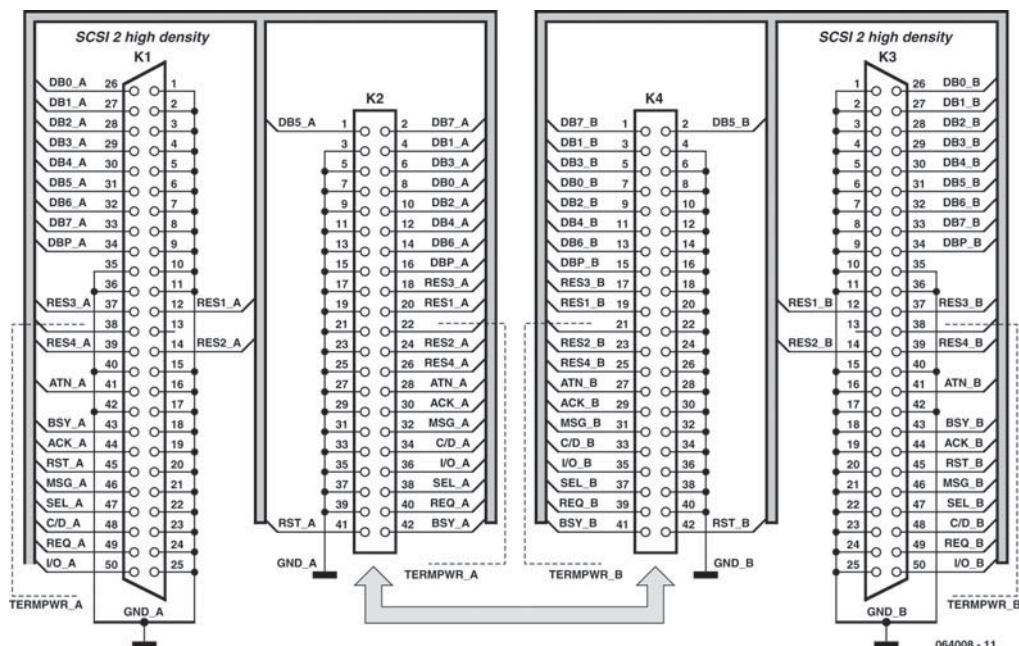 SCSI 2 high density
K1
DB0_A 26 1
DB1_A 27 2
DB2_A 28 3
DB3_A 29 4
DB4_A 30 5
DB5_A 31 6
DB6_A 32 7
DB7_A 33 8
DBP_A 34 9
35 10
36 11
RES3_A 37 12 RES1_A
38 13
RES4_A 39 14 RES2_A
40 15
ATN_A 41 16
42 17
BSY_A 43 18
ACK_A 44 19
RST_A 45 20
MSG_A 46 21
SEL_A 47 22
C/D_A 48 23
REQ_A 49 24
I/O_A 50 25
TERMPWR_A
GND_A
K2
DB5_A 1 2 DB7_A
3 4 DB1_A
5 6 DB3_A
7 8 DB0_A
9 10 DB2_A
11 12 DB4_A
13 14 DB6_A
15 16 DBP_A
17 18 RES3_A
19 20 RES1_A
21 22
23 24 RES2_A
25 26 RES4_A
27 28 ATN_A
29 30 ACK_A
31 32 MSG_A
33 34 C/D_A
35 36 I/O_A
37 38 SEL_A
39 40 REQ_A
RST_A 41 42 BSY_A
GND_A
TERMPWR_A
K4
DB7_B 1 2 DB5_B
DB1_B 3 4
DB3_B 5 6
DB0_B 7 8
DB2_B 9 10
DB4_B 11 12
DB6_B 13 14
DBP_B 15 16
RES3_B 17 18
RES1_B 19 20
21 22
RES2_B 23 24
RES4_B 25 26
ATN_B 27 28
ACK_B 29 30
MSG_B 31 32
C/D_B 33 34
I/O_B 35 36
SEL_B 37 38
REQ_B 39 40
BSY_B 41 42 RST_B
TERMPWR_B
GND_B
SCSI 2 high density
K3
1 26 DB0_B
2 27 DB1_B
3 28 DB2_B
4 29 DB3_B
5 30 DB4_B
6 31 DB5_B
7 32 DB6_B
8 33 DB7_B
9 34 DBP_B
10 35
11 36
RES1_B 12 37 RES3_B
13 38
RES2_B 14 39 RES4_B
15 40
16 41 ATN_B
17 42
18 43 BSY_B
19 44 ACK_B
20 45 RST_B
21 46 MSG_B
22 47 SEL_B
23 48 C/D_B
24 49 REQ_B
25 50 I/O_B
TERMPWR_B
GND_B
064008 - 11